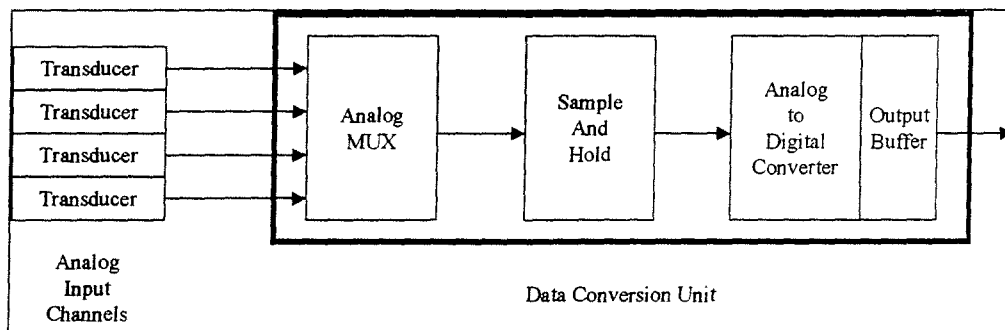 Transducer
Transducer
Transducer
Transducer
Analog
MUX
Sample
And
Hold
Analog
to
Digital
Converter
Output
Buffer
Analog
Input
Channels
Data Conversion Unit